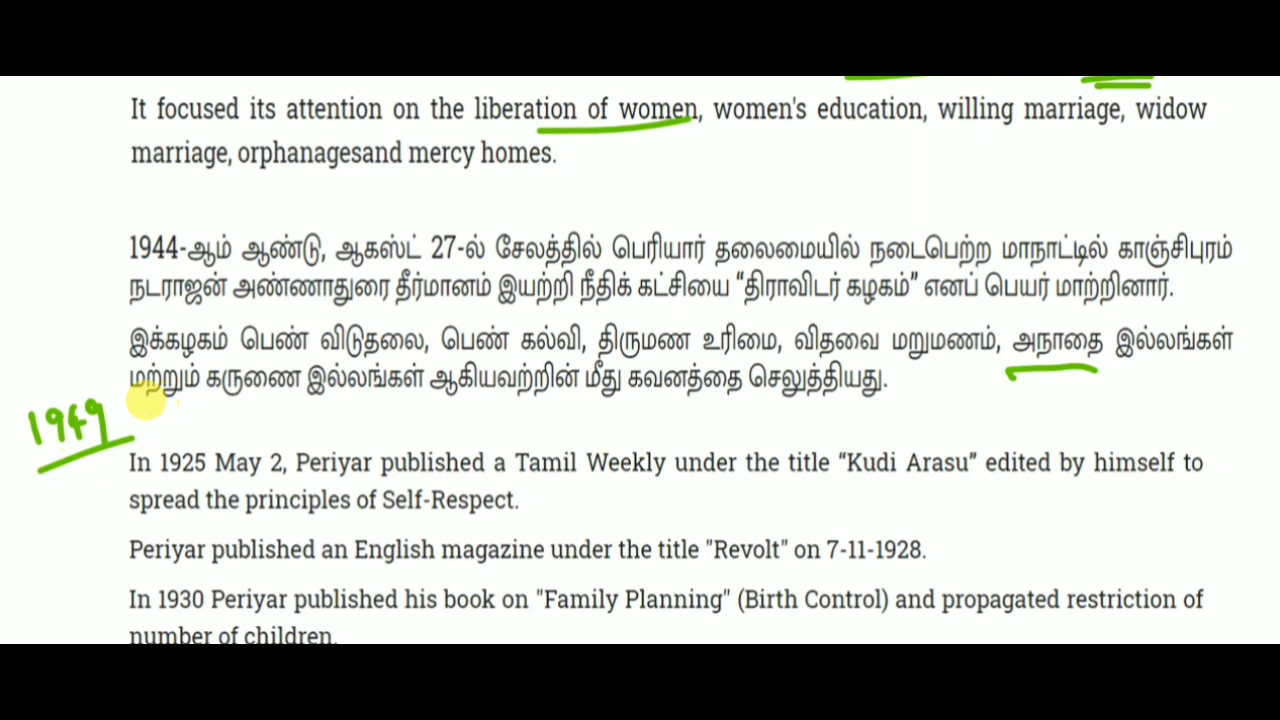 It focused its attention on the liberation of women, women's education, willing marriage, widow
marriage, orphanagesand mercy homes.
1944-ஆம் ஆண்டு, ஆகஸ்ட் 27-ல் சேலத்தில் பெரியார் தலைமையில் நடைபெற்ற மாநாட்டில் காஞ்சிபுரம்
நடராஜன் அண்ணாதுரை தீர்மானம் இயற்றி நீதிக் கட்சியை “திராவிடர் கழகம்” எனப் பெயர் மாற்றினார்.
இக்கழகம் பெண் விடுதலை, பெண் கல்வி, திருமண உரிமை, விதவை மறுமணம், அநாதை இல்லங்கள்
மற்றும் கருணை இல்லங்கள் ஆகியவற்றின் மீது கவனத்தை செலுத்தியது.
1949
In 1925 May 2, Periyar published a Tamil Weekly under the title “Kudi Arasu” edited by himself to
spread the principles of Self-Respect.
Periyar published an English magazine under the title "Revolt" on 7-11-1928.
In 1930 Periyar published his book on "Family Planning" (Birth Control) and propagated restriction of
number of children.